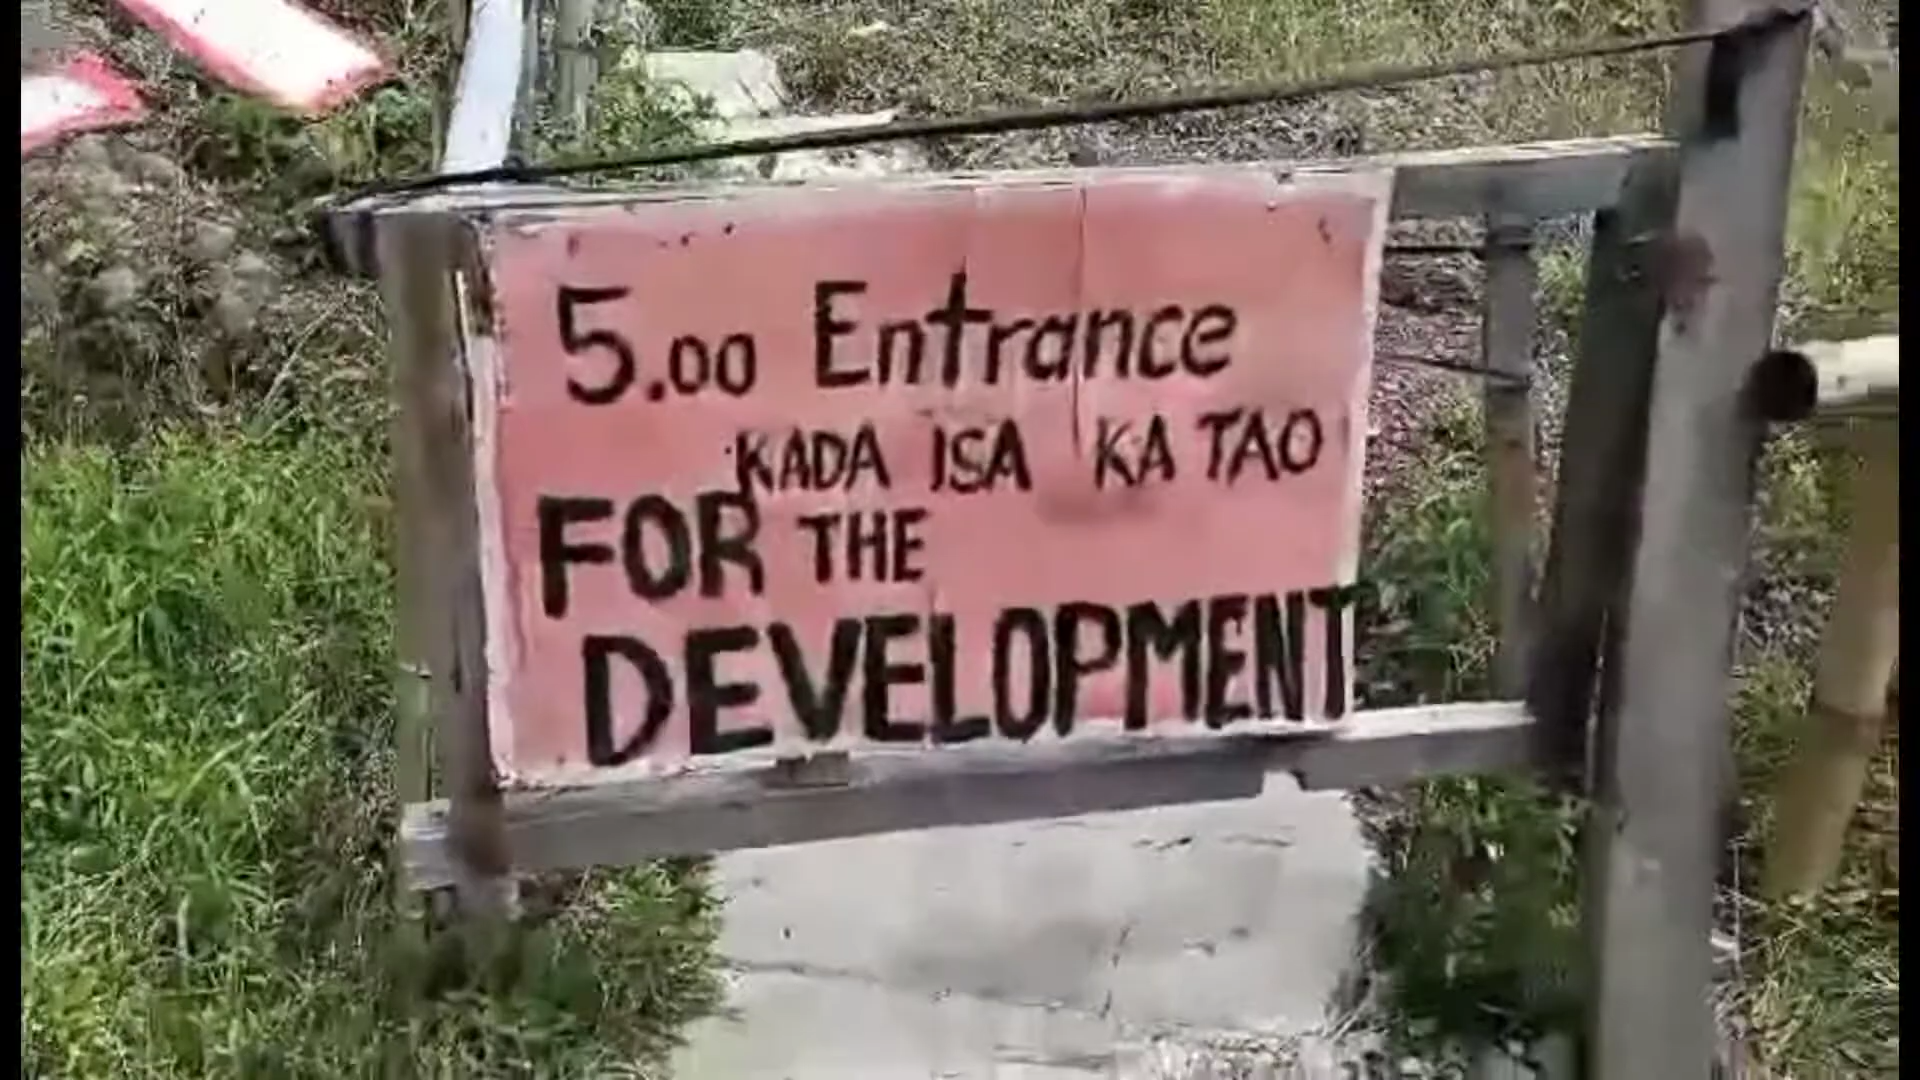 5.00 Entrance
KADA ISA KA TAO
FOR THE
DEVELOPMENT